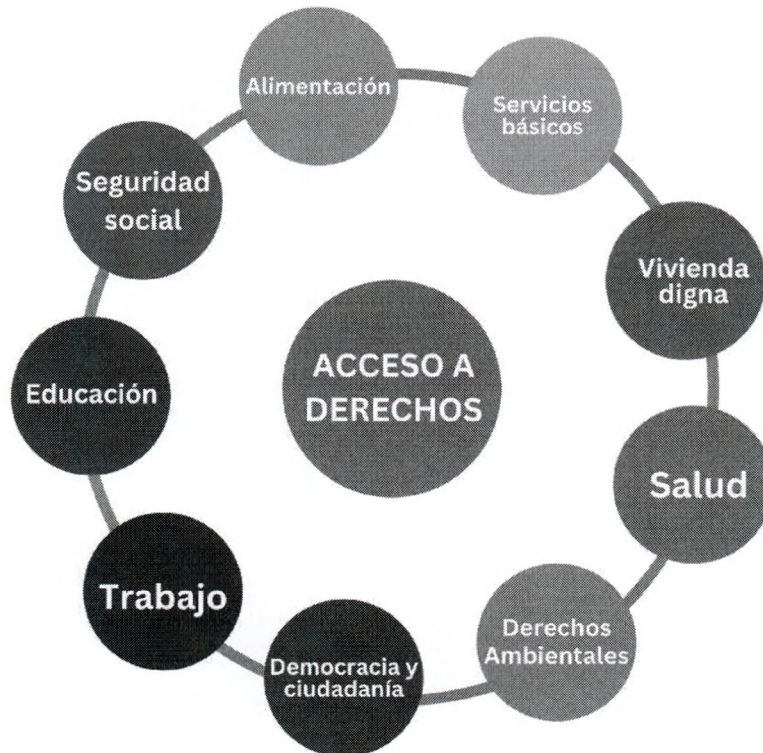 Alimentación
Servicios
básicos
Seguridad
social
Vivienda
digna
ACCESO A
DERECHOS
Educación
Salud
Trabajo
Derechos
Ambientales
Democracia y
ciudadanía